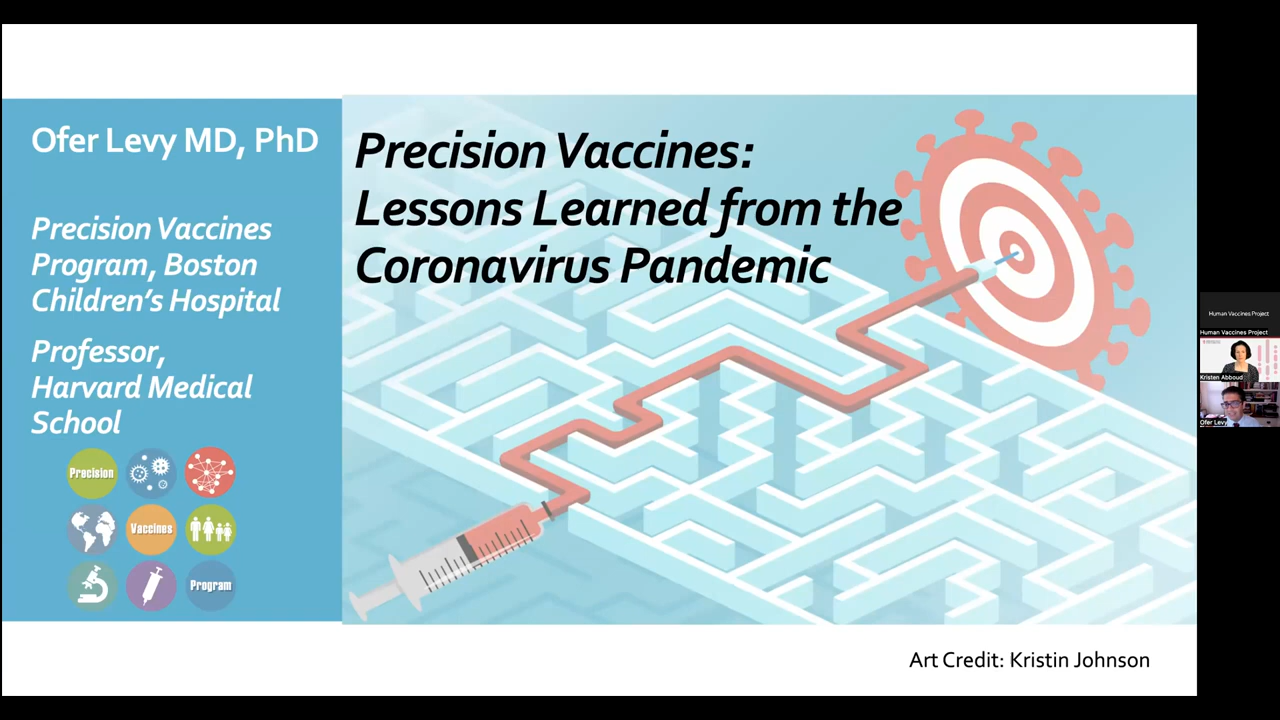 Ofer Levy MD, PhD
Precision Vaccines
Program, Boston
Children's Hospital
Professor,
Harvard Medical
School
Precision
Vaccines
Program
Precision Vaccines:
Lessons Learned from the
Coronavirus Pandemic
Art Credit: Kristin Johnson
Human Vaccines Project
Human Vaccines Project
Kristen Abboud
Ofer Levy